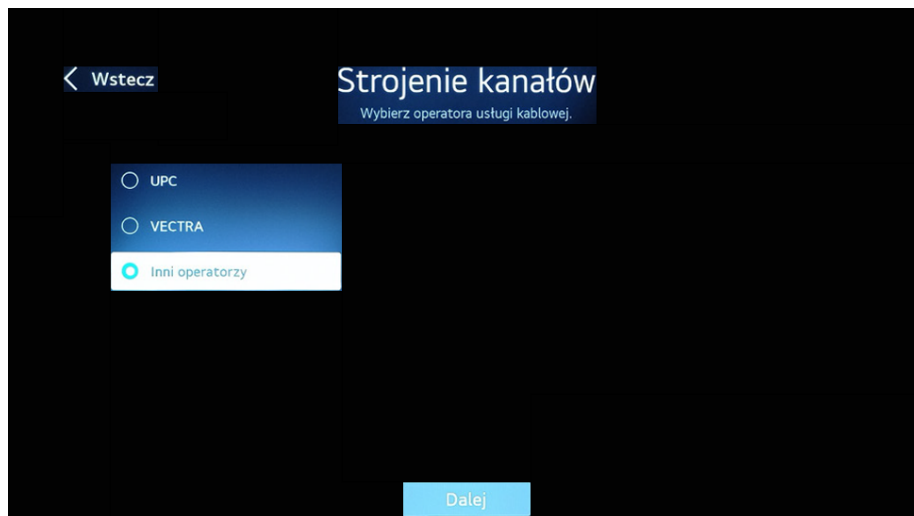 Wstecz
Strojenie kanałów
Wybierz operatora usługi kablowej.
UPC
VECTRA
Inni operatorzy
Dalej